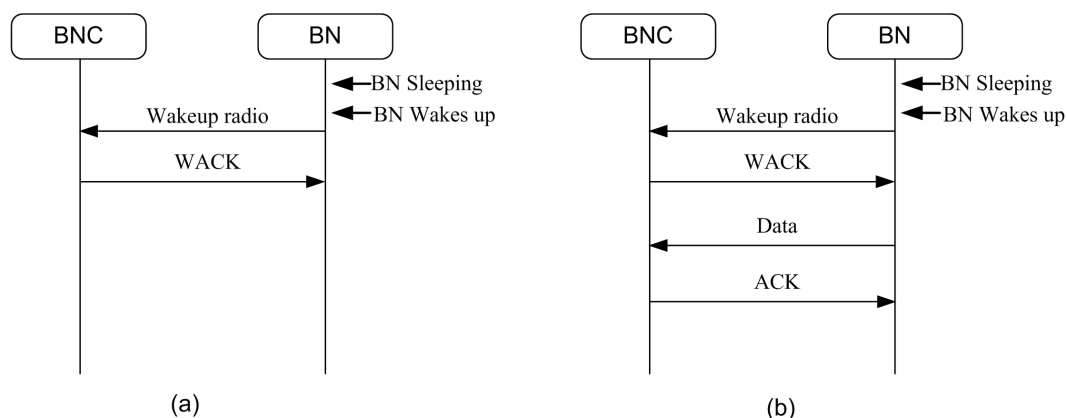 BNC
BN
BN Sleeping
BN Wakes up
Wakeup radio
WACK
(a)
BNC
BN
BN Sleeping
BN Wakes up
Wakeup radio
WACK
Data
ACK
(b)